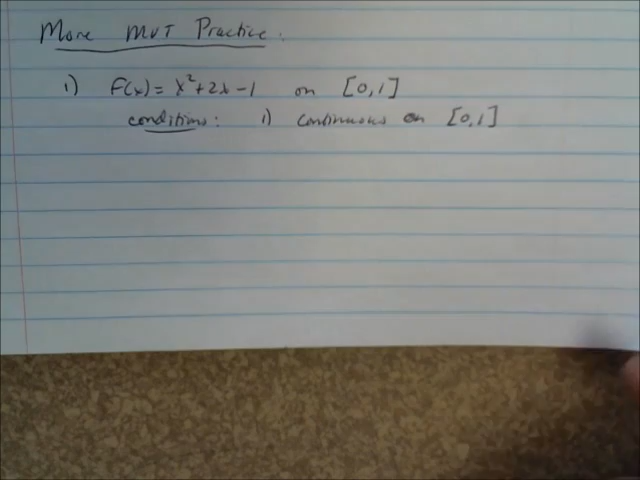 More MVT Practice:
1) F(x) = x²+2x-1 on [0,1]
conditions: 1) continuous on [0,1]